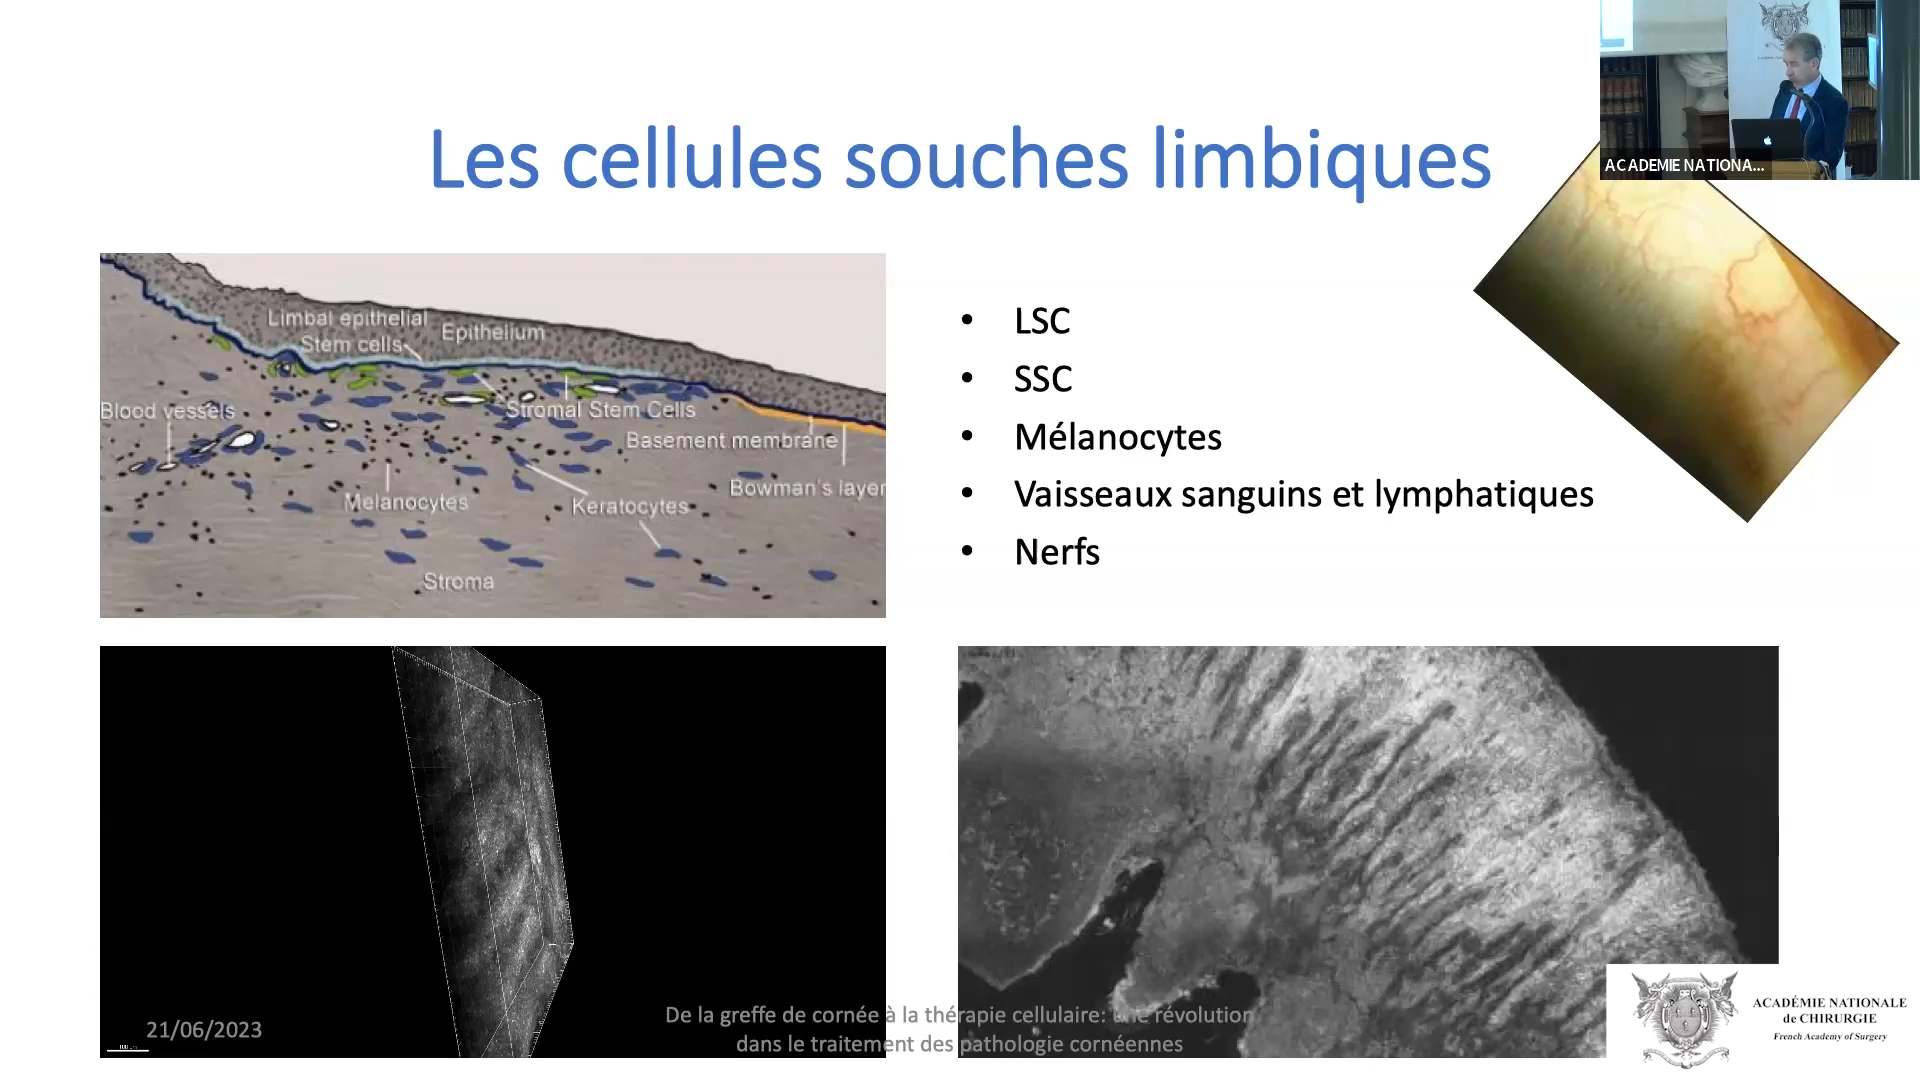 ACADEMIE NATIONA...
Les cellules souches limbiques
Limbal epithelial
Stem cells
Epithelium
Blood vessels
Stromal Stem Cells
Basement membrane
Bowman's layer
Melanocytes
Keratocytes
Stroma
• LSC
• SSC
• Mélanocytes
• Vaisseaux sanguins et lymphatiques
• Nerfs
21/06/2023
De la greffe de cornée à la thérapie cellulaire: une révolution
dans le traitement des pathologie cornéennes
ACADÉMIE NATIONALE
de CHIRURGIE
French Academy of Surgery